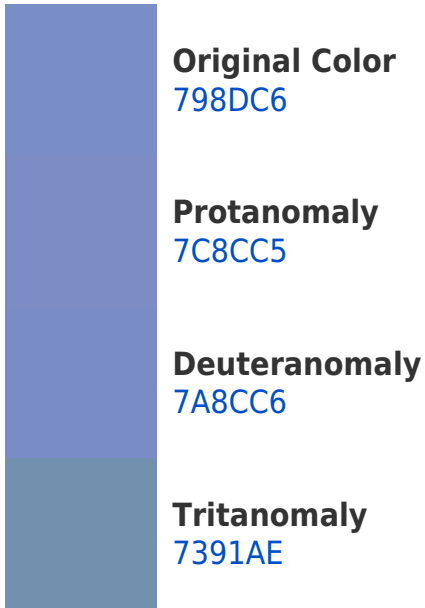 Original Color
798DC6
Protanomaly
7C8CC5
Deuteranomaly
7A8CC6
Tritanomaly
7391AE